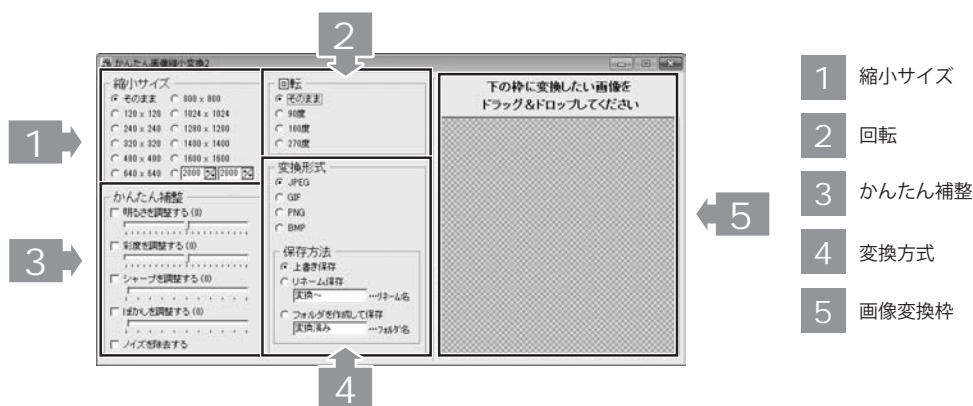 2
かんたん画像縮小変換2
縮小サイズ
そのまま 800 x 800
120 x 120 1024 x 1024
240 x 240 1280 x 1200
320 x 320 1400 x 1400
480 x 480 1600 x 1600
640 x 640 2000 2000
回転
そのまま
90度
180度
270度
下の枠に変換したい画像を
ドラッグ&ドロップしてください
1
かんたん補整
明るさを調整する(0)
彩度を調整する(0)
シャープを調整する(0)
ぼかしを調整する(0)
ノイズを除去する
3
変換形式
JPEG
GIF
PNG
BMP
保存方法
上書き保存
リネーム保存
変換~ …リネーム名
フォルダを作成して保存
変換済み …フォルダ名
4
5
1 縮小サイズ
2 回転
3 かんたん補整
4 変換方式
5 画像変換枠